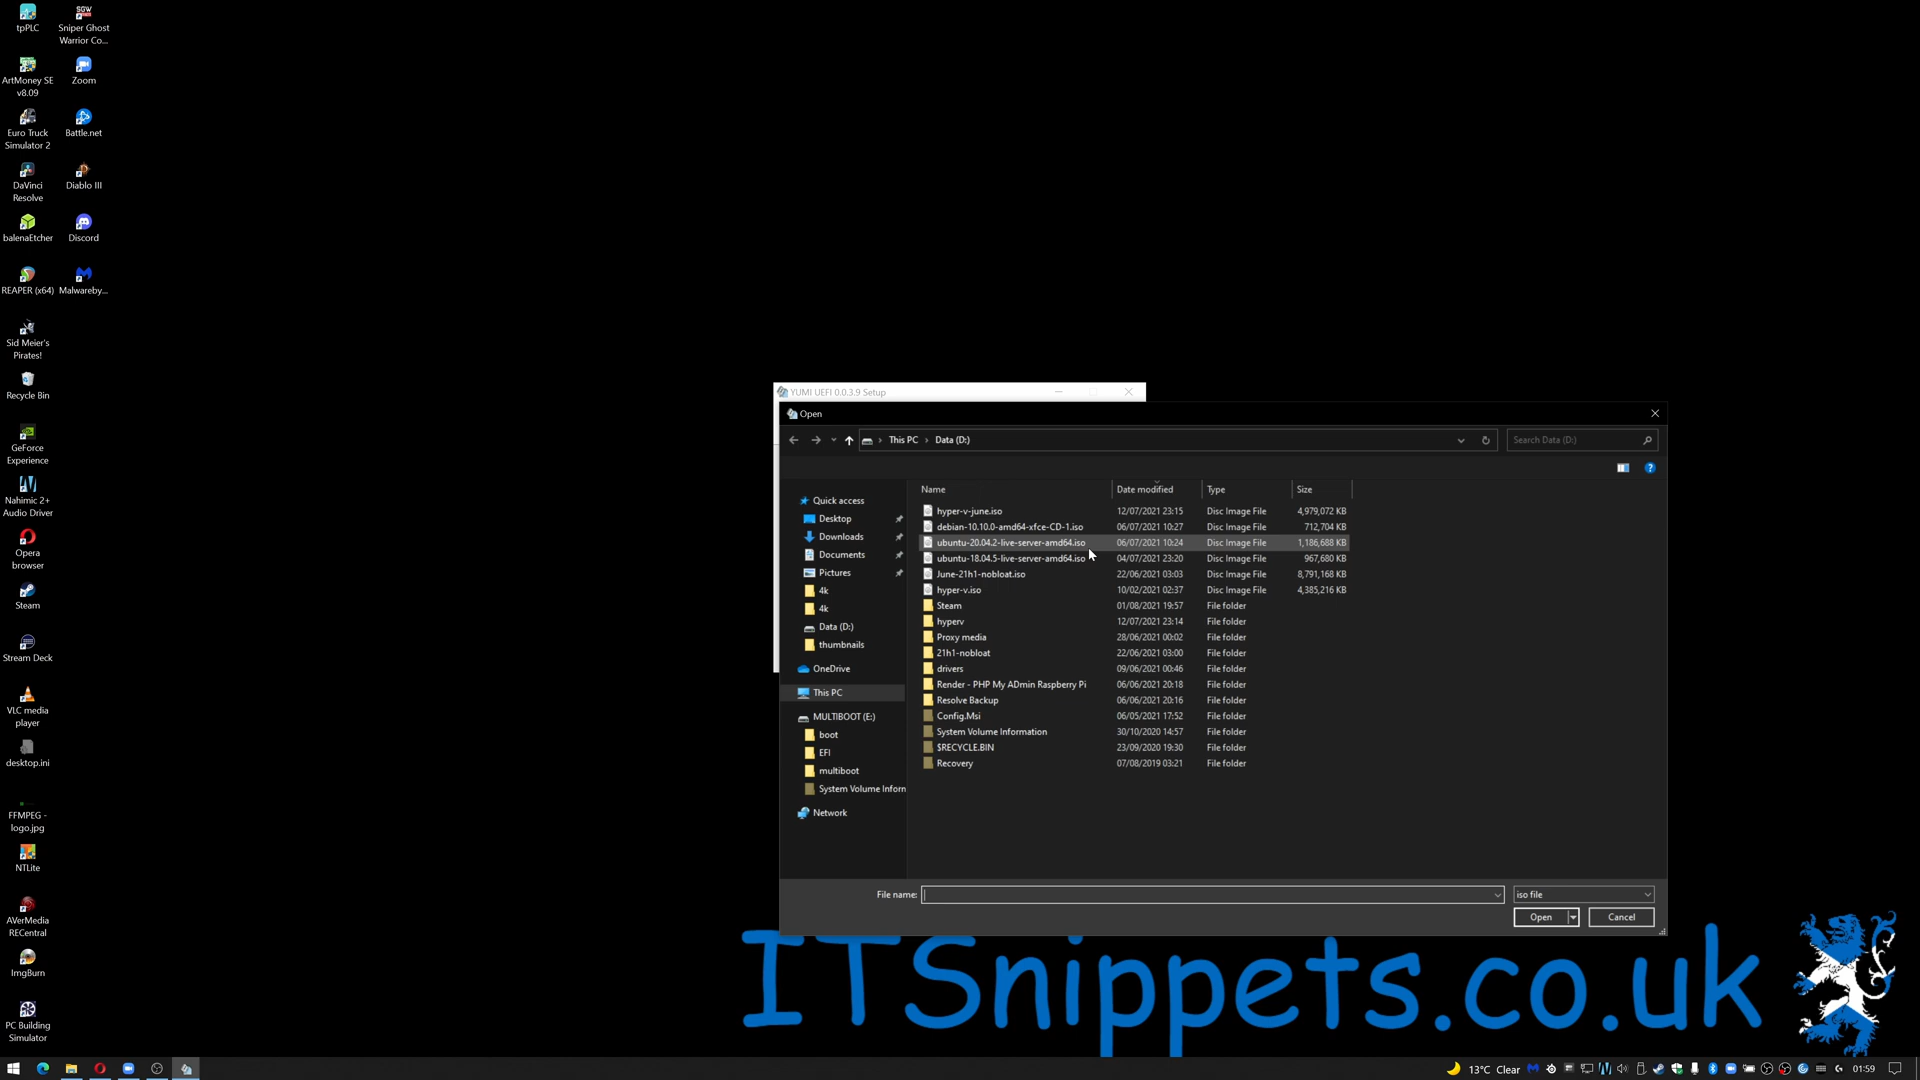 tpPLC
Sniper Ghost
Warrior Co...
ArtMoney SE
v8.09
Zoom
Euro Truck
Simulator 2
Battle.net
DaVinci
Resolve
Diablo III
balenaEtcher
Discord
REAPER (x64)
Malwareby...
Sid Meier's
Pirates!
Recycle Bin
GeForce
Experience
Nahimic 2+
Audio Driver
Opera
browser
Steam
Stream Deck
VLC media
player
desktop.ini
FFMPEG -
logo.jpg
NTLite
AVerMedia
RECentral
ImgBurn
PC Building
Simulator
YUMI UEFI 0.0.3.9 Setup
Open
This PC › Data (D:)
Search Data (D:)
Name Date modified Type Size
Quick access
Desktop
Downloads
Documents
Pictures
4k
4k
Data (D:)
thumbnails
OneDrive
This PC
MULTIBOOT (E:)
boot
EFI
multiboot
System Volume Inforn
Network
hyper-v-june.iso 12/07/2021 23:15 Disc Image File 4,979,072 KB
debian-10.10.0-amd64-xfce-CD-1.iso 06/07/2021 10:27 Disc Image File 712,704 KB
ubuntu-20.04.2-live-server-amd64.iso 06/07/2021 10:24 Disc Image File 1,186,688 KB
ubuntu-18.04.5-live-server-amd64.iso 04/07/2021 23:20 Disc Image File 967,680 KB
June-21h1-nobloat.iso 22/06/2021 03:03 Disc Image File 8,791,168 KB
hyper-v.iso 10/02/2021 02:37 Disc Image File 4,385,216 KB
Steam 01/08/2021 19:57 File folder
hyperv 12/07/2021 23:14 File folder
Proxy media 28/06/2021 00:02 File folder
21h1-nobloat 22/06/2021 03:00 File folder
drivers 09/06/2021 00:46 File folder
Render - PHP My ADmin Raspberry Pi 06/06/2021 20:18 File folder
Resolve Backup 06/06/2021 20:16 File folder
Config.Msi 06/05/2021 17:52 File folder
System Volume Information 30/10/2020 14:57 File folder
$RECYCLE.BIN 23/09/2020 19:30 File folder
Recovery 07/08/2019 03:21 File folder
File name:
iso file
Open
Cancel
ITSnippets.co.uk
13°C Clear
01:59